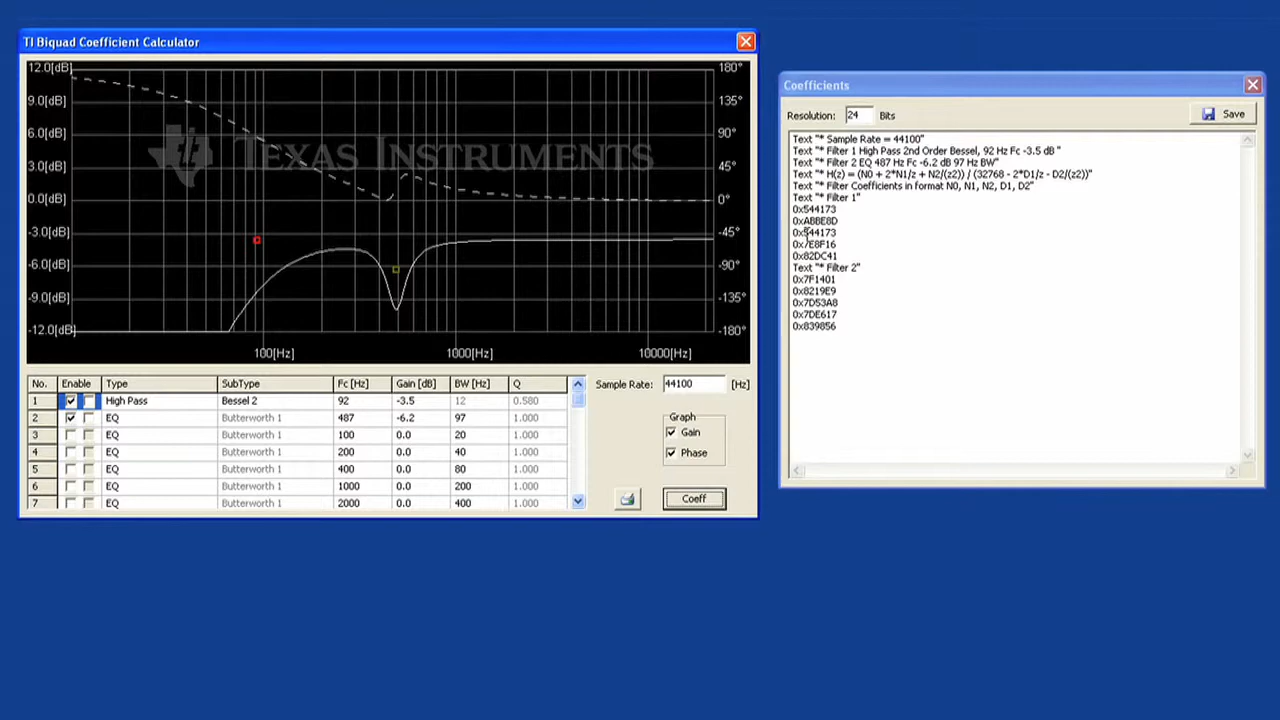 TI Biquad Coefficient Calculator
12.0[dB]
9.0[dB]
6.0[dB]
3.0[dB]
0.0[dB]
-3.0[dB]
-6.0[dB]
-9.0[dB]
-12.0[dB]
180°
135°
90°
45°
0°
-45°
-90°
-135°
-180°
TEXAS INSTRUMENTS
100[Hz] 1000[Hz] 10000[Hz]
No. Enable Type SubType Fc [Hz] Gain [dB] BW [Hz] Q
1 High Pass Bessel 2 92 -3.5 12 0.580
2 EQ Butterworth 1 487 -6.2 97 1.000
3 EQ Butterworth 1 100 0.0 20 1.000
4 EQ Butterworth 1 200 0.0 40 1.000
5 EQ Butterworth 1 400 0.0 80 1.000
6 EQ Butterworth 1 1000 0.0 200 1.000
7 EQ Butterworth 1 2000 0.0 400 1.000
Sample Rate: 44100 [Hz]
Graph
Gain
Phase
Coeff
Coefficients
Resolution: 24 Bits
Save
Text "* Sample Rate = 44100"
Text "* Filter 1 High Pass 2nd Order Bessel, 92 Hz Fc -3.5 dB "
Text "* Filter 2 EQ 487 Hz Fc -6.2 dB 97 Hz BW"
Text "* H(z) = (N0 + 2*N1/z + N2/(z2)) / (32768 - 2*D1/z - D2/(z2))"
Text "* Filter Coefficients in format N0, N1, N2, D1, D2"
Text "* Filter 1"
0x544173
0xABBE8D
0x544173
0x7E8F16
0x82DC41
Text "* Filter 2"
0x7F1401
0x8219E9
0x7D53A8
0x7DE617
0x839856